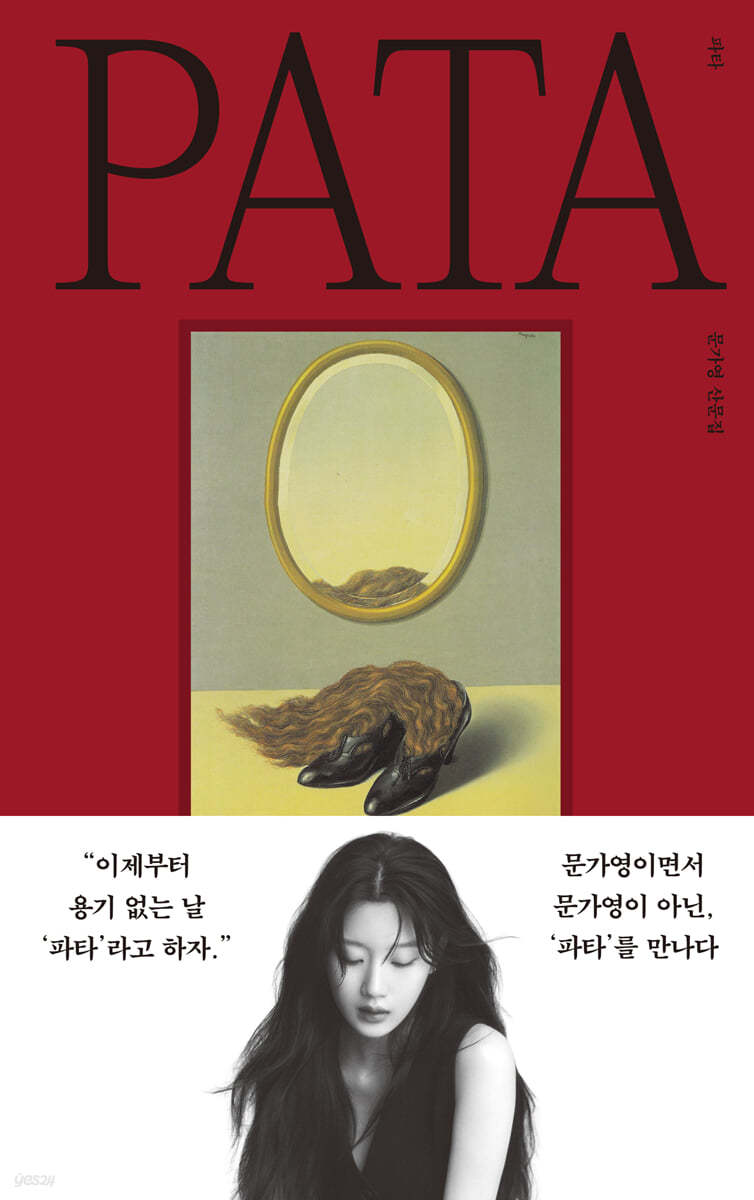 PATA
파타
문가영 산문집
“이제부터
용기 없는 날
‘파타’라고 하자.”
문가영이면서
문가영이 아닌,
‘파타’를 만나다
yes24